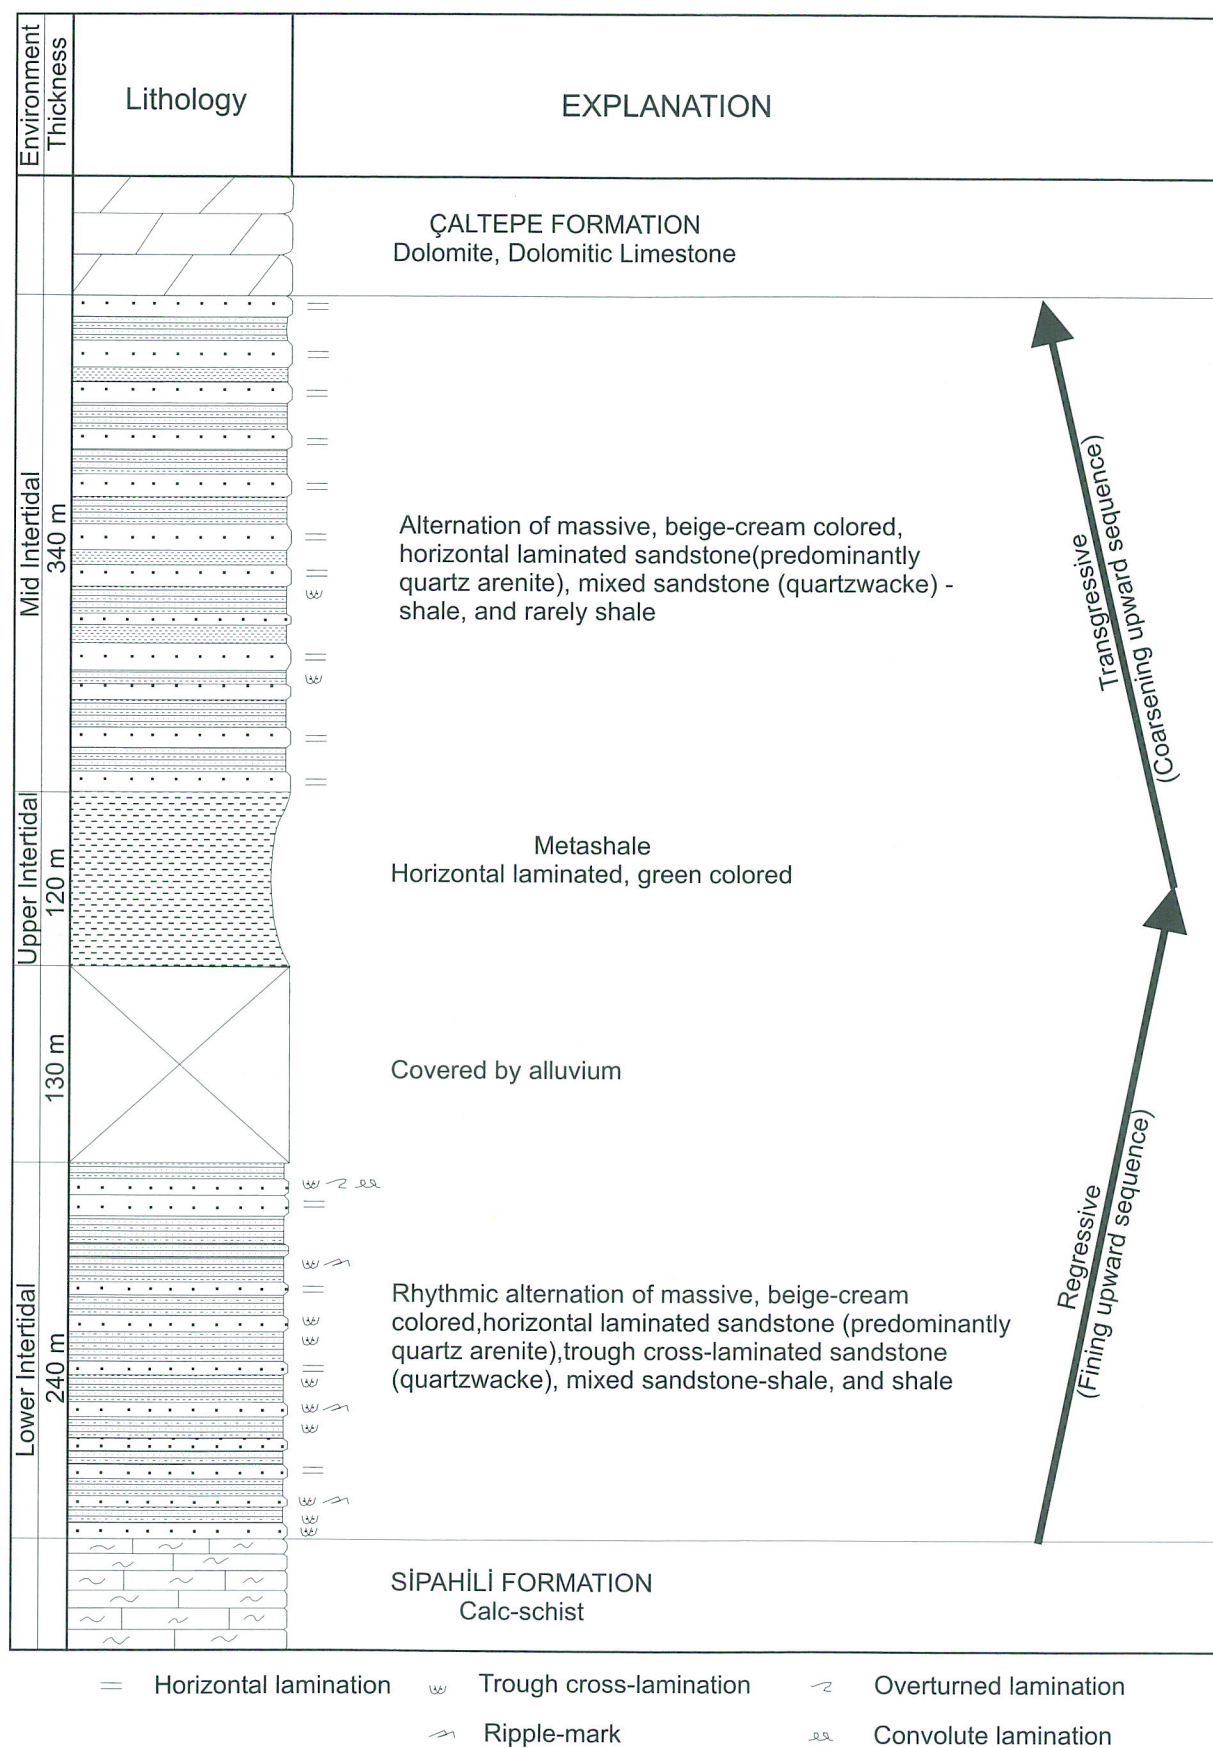 Environment
Thickness
Lithology
EXPLANATION
ÇALTEPE FORMATION
Dolomite, Dolomitic Limestone
Mid Intertidal
340 m
Alternation of massive, beige-cream colored,
horizontal laminated sandstone(predominantly
quartz arenite), mixed sandstone (quartzwacke) -
shale, and rarely shale
Transgressive
(Coarsening upward sequence)
Upper Intertidal
120 m
Metashale
Horizontal laminated, green colored
130 m
Covered by alluvium
Lower Intertidal
240 m
Rhythmic alternation of massive, beige-cream
colored,horizontal laminated sandstone (predominantly
quartz arenite),trough cross-laminated sandstone
(quartzwacke), mixed sandstone-shale, and shale
Regressive
(Fining upward sequence)
SİPAHİLİ FORMATION
Calc-schist
Horizontal lamination
Trough cross-lamination
Overturned lamination
Ripple-mark
Convolute lamination